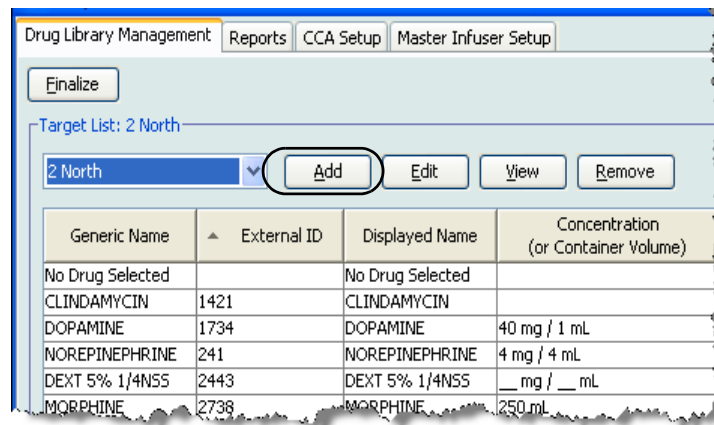 Drug Library Management Reports CCA Setup Master Infuser Setup
Finalize
Target List: 2 North
2 North Add Edit View Remove
Generic Name External ID Displayed Name Concentration
(or Container Volume)
No Drug Selected No Drug Selected
CLINDAMYCIN 1421 CLINDAMYCIN
DOPAMINE 1734 DOPAMINE 40 mg / 1 mL
NOREPINEPHRINE 241 NOREPINEPHRINE 4 mg / 4 mL
DEXT 5% 1/4NSS 2443 DEXT 5% 1/4NSS __ mg / __ mL
MORPHINE 2738 MORPHINE 250 mL